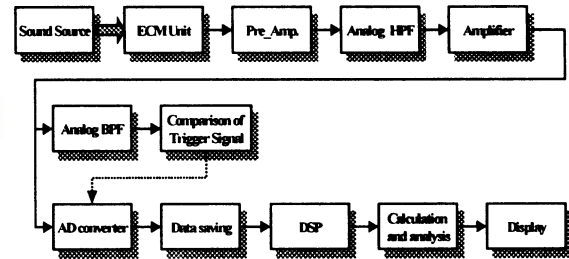 Sound Source
ECM Unit
Pre_Amp.
Analog HPF
Amplifier
Analog BPF
Comparison of
Trigger Signal
AD converter
Data saving
DSP
Calculation
and analysis
Display